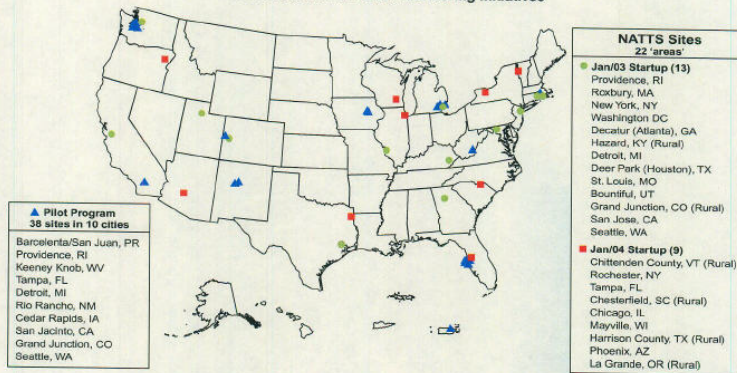 NATTS Sites
22 'areas'
Jan/03 Startup (13)
Providence, RI
Roxbury, MA
New York, NY
Washington DC
Decatur (Atlanta), GA
Hazard, KY (Rural)
Detroit, MI
Deer Park (Houston), TX
St. Louis, MO
Bountiful, UT
Grand Junction, CO (Rural)
San Jose, CA
Seattle, WA
Jan/04 Startup (9)
Chittenden County, VT (Rural)
Rochester, NY
Tampa, FL
Chesterfield, SC (Rural)
Chicago, IL
Mayville, WI
Harrison County, TX (Rural)
Phoenix, AZ
La Grande, OR (Rural)
Pilot Program
38 sites in 10 cities
Barcelenta/San Juan, PR
Providence, RI
Keeney Knob, WV
Tampa, FL
Detroit, MI
Rio Rancho, NM
Cedar Rapids, IA
San Jacinto, CA
Grand Junction, CO
Seattle, WA